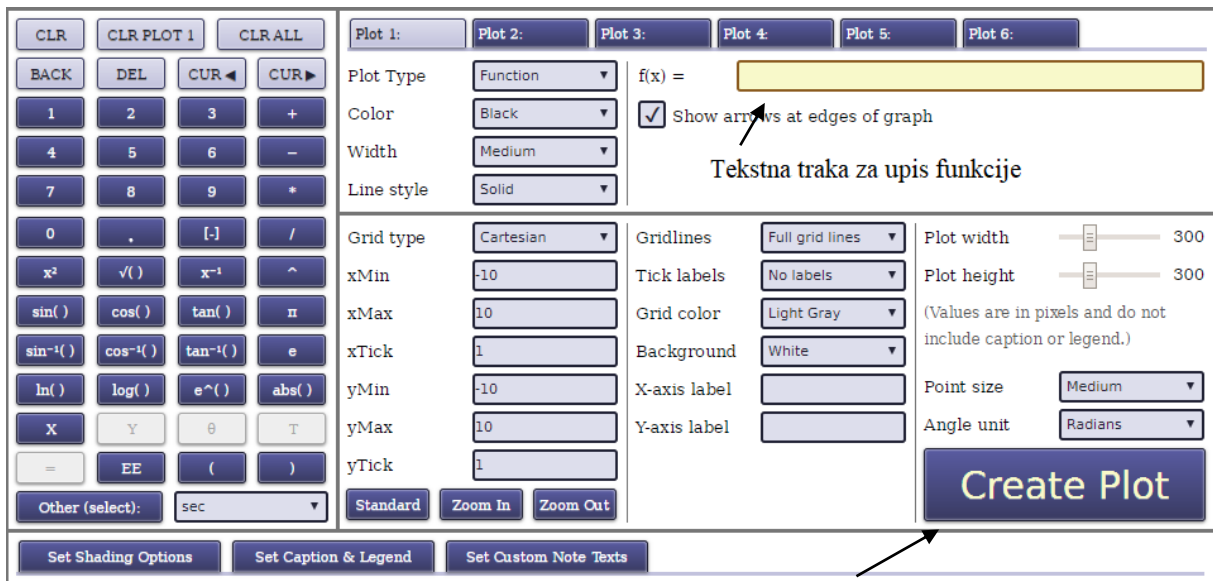 CLR CLR PLOT 1 CLR ALL
BACK DEL CUR◄ CUR►
1 2 3 +
4 5 6 −
7 8 9 *
0 . [-] /
x² √( ) x⁻¹ ^
sin( ) cos( ) tan( ) π
sin⁻¹( ) cos⁻¹( ) tan⁻¹( ) e
ln( ) log( ) e^( ) abs( )
X Y θ T
= EE ( )
Other (select): sec
Plot 1: Plot 2: Plot 3: Plot 4: Plot 5: Plot 6:
Plot Type Function
Color Black
Width Medium
Line style Solid
f(x) =
✓ Show arrows at edges of graph
Tekstna traka za upis funkcije
Grid type Cartesian
xMin -10
xMax 10
xTick 1
yMin -10
yMax 10
yTick 1
Standard Zoom In Zoom Out
Gridlines Full grid lines
Tick labels No labels
Grid color Light Gray
Background White
X-axis label
Y-axis label
Plot width 300
Plot height 300
(Values are in pixels and do not
include caption or legend.)
Point size Medium
Angle unit Radians
Create Plot
Set Shading Options Set Caption & Legend Set Custom Note Texts